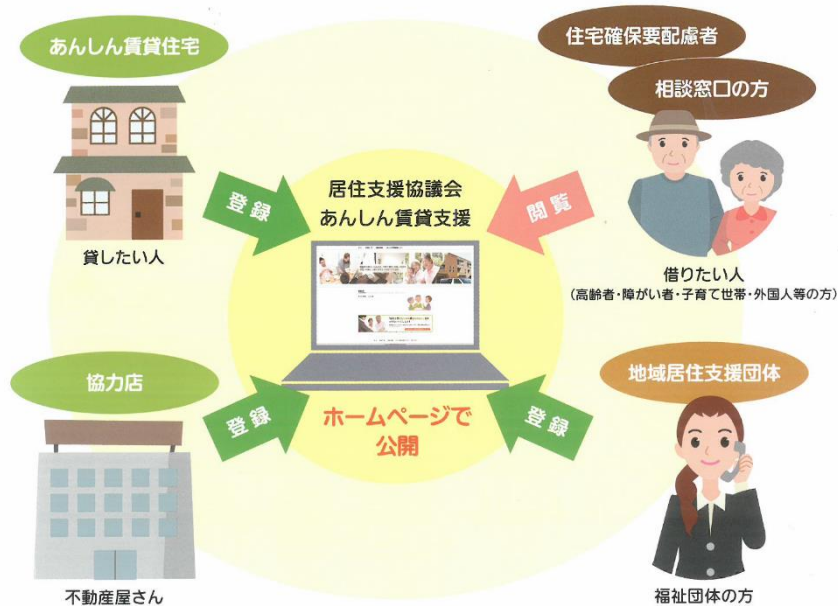 あんしん賃貸住宅
貸したい人
住宅確保要配慮者
相談窓口の方
借りたい人
(高齢者・障がい者・子育て世帯・外国人等の方)
登録
閲覧
居住支援協議会
あんしん賃貸支援
ホームページで
公開
協力店
不動産屋さん
登録
登録
地域居住支援団体
福祉団体の方